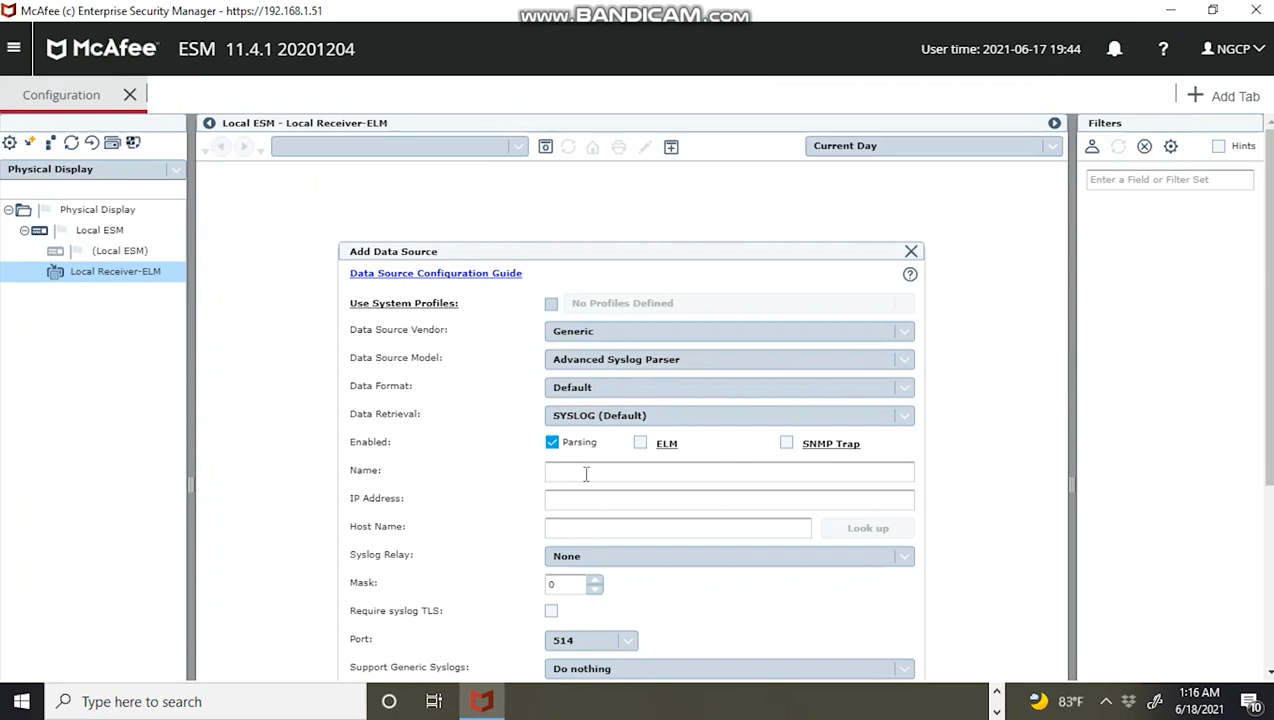 McAfee (c) Enterprise Security Manager - https://192.168.1.51
www.BANDICAM.com
McAfee ESM 11.4.1 20201204
User time: 2021-06-17 19:44
NGCP
Configuration
Add Tab
Local ESM - Local Receiver-ELM
Filters
Current Day
Hints
Physical Display
Enter a Field or Filter Set
Physical Display
Local ESM
(Local ESM)
Local Receiver-ELM
Add Data Source
Data Source Configuration Guide
Use System Profiles: No Profiles Defined
Data Source Vendor: Generic
Data Source Model: Advanced Syslog Parser
Data Format: Default
Data Retrieval: SYSLOG (Default)
Enabled: Parsing ELM SNMP Trap
Name:
IP Address:
Host Name: Look up
Syslog Relay: None
Mask: 0
Require syslog TLS:
Port: 514
Support Generic Syslogs: Do nothing
Type here to search
83°F
1:16 AM
6/18/2021
10